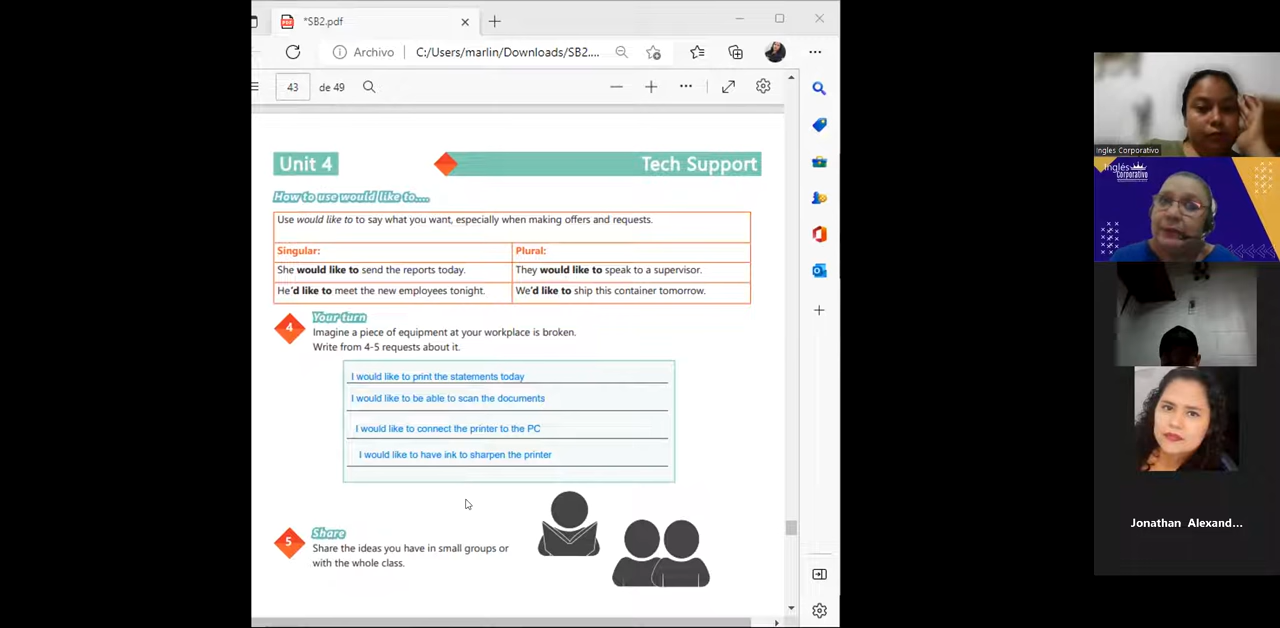 *SB2.pdf
Archivo
C:/Users/marlin/Downloads/SB2....
43
de 49
Unit 4
Tech Support
How to use would like to....
Use would like to to say what you want, especially when making offers and requests.
Singular:
Plural:
She would like to send the reports today.
They would like to speak to a supervisor.
He'd like to meet the new employees tonight.
We'd like to ship this container tomorrow.
4
Your turn
Imagine a piece of equipment at your workplace is broken.
Write from 4-5 requests about it.
I would like to print the statements today
I would like to be able to scan the documents
I would like to connect the printer to the PC
I would like to have ink to sharpen the printer
5
Share
Share the ideas you have in small groups or
with the whole class.
Ingles Corporativo
Inglés
Corporativo
Jonathan Alexand...